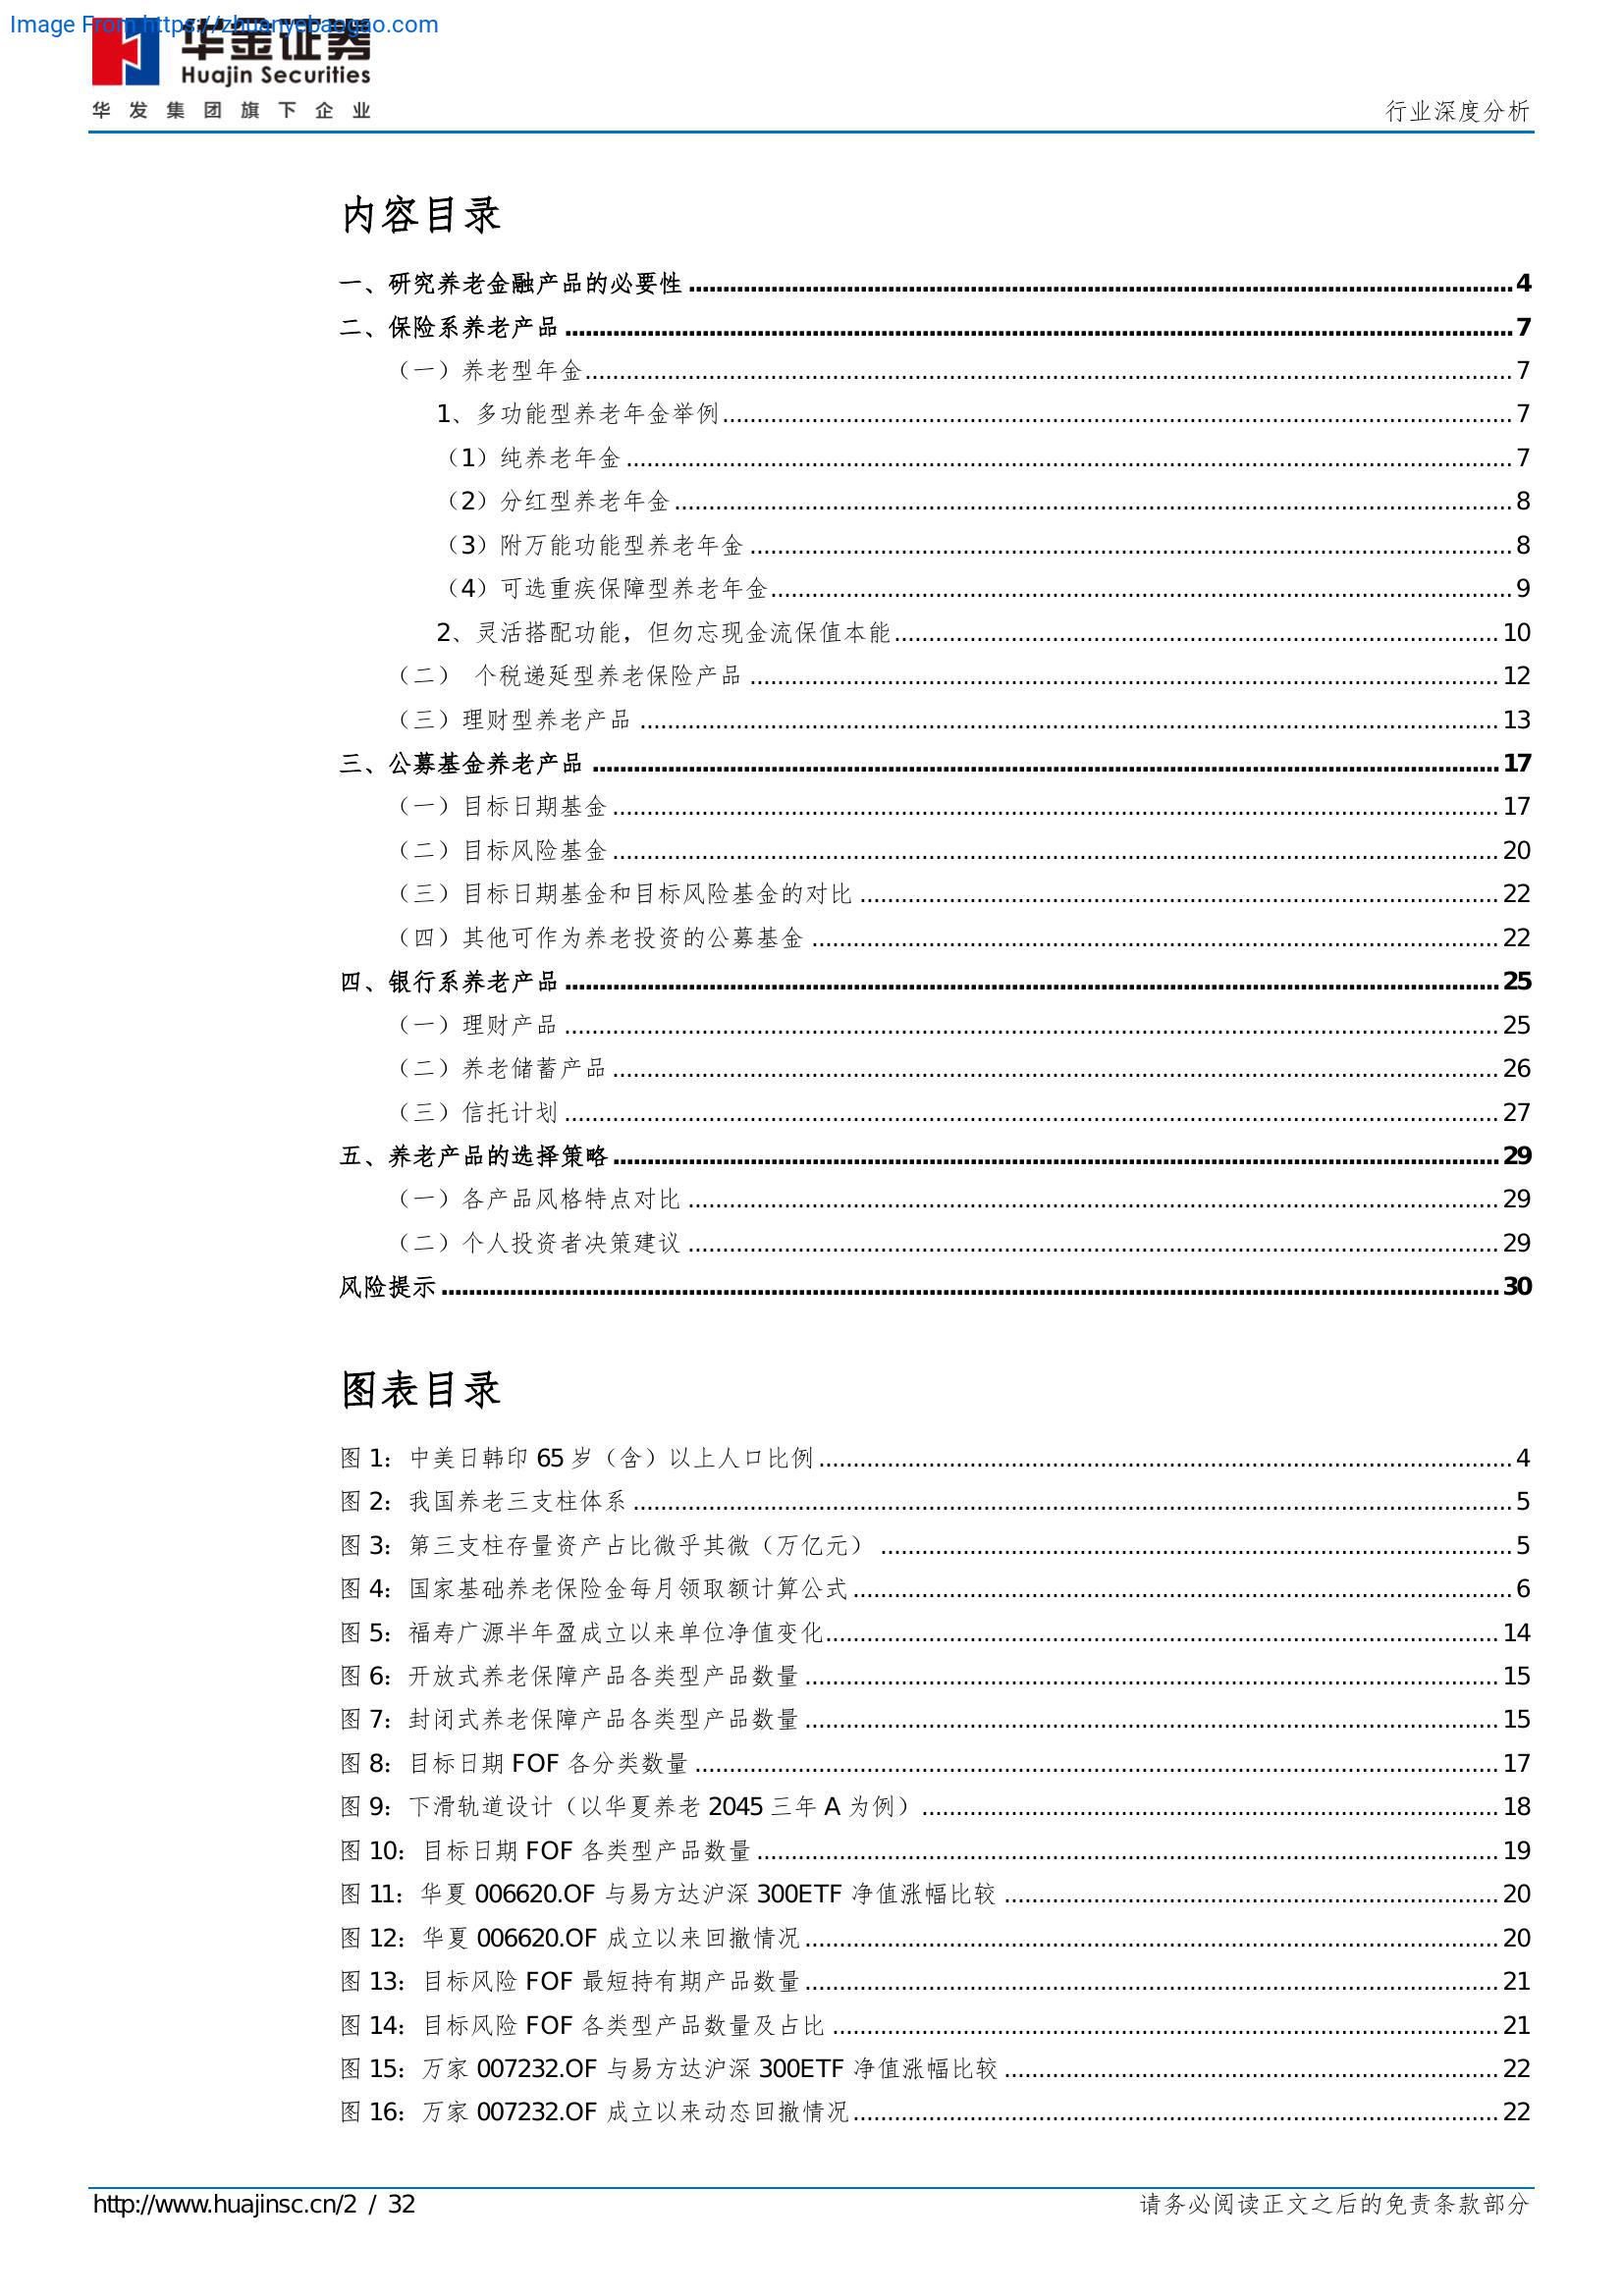 Image From https://zhuanyebaogao.com
华金证券
Huajin Securities
华发集团旗下企业
行业深度分析
内容目录
一、研究养老金融产品的必要性 4
二、保险系养老产品 7
（一）养老型年金 7
1、多功能型养老年金举例 7
（1）纯养老年金 7
（2）分红型养老年金 8
（3）附万能功能型养老年金 8
（4）可选重疾保障型养老年金 9
2、灵活搭配功能，但勿忘现金流保值本能 10
（二） 个税递延型养老保险产品 12
（三）理财型养老产品 13
三、公募基金养老产品 17
（一）目标日期基金 17
（二）目标风险基金 20
（三）目标日期基金和目标风险基金的对比 22
（四）其他可作为养老投资的公募基金 22
四、银行系养老产品 25
（一）理财产品 25
（二）养老储蓄产品 26
（三）信托计划 27
五、养老产品的选择策略 29
（一）各产品风格特点对比 29
（二）个人投资者决策建议 29
风险提示 30
图表目录
图 1：中美日韩印 65 岁（含）以上人口比例 4
图 2：我国养老三支柱体系 5
图 3：第三支柱存量资产占比微乎其微（万亿元） 5
图 4：国家基础养老保险金每月领取额计算公式 6
图 5：福寿广源半年盈成立以来单位净值变化 14
图 6：开放式养老保障产品各类型产品数量 15
图 7：封闭式养老保障产品各类型产品数量 15
图 8：目标日期 FOF 各分类数量 17
图 9：下滑轨道设计（以华夏养老 2045 三年 A 为例） 18
图 10：目标日期 FOF 各类型产品数量 19
图 11：华夏 006620.OF 与易方达沪深 300ETF 净值涨幅比较 20
图 12：华夏 006620.OF 成立以来回撤情况 20
图 13：目标风险 FOF 最短持有期产品数量 21
图 14：目标风险 FOF 各类型产品数量及占比 21
图 15：万家 007232.OF 与易方达沪深 300ETF 净值涨幅比较 22
图 16：万家 007232.OF 成立以来动态回撤情况 22
http://www.huajinsc.cn/2 / 32
请务必阅读正文之后的免责条款部分